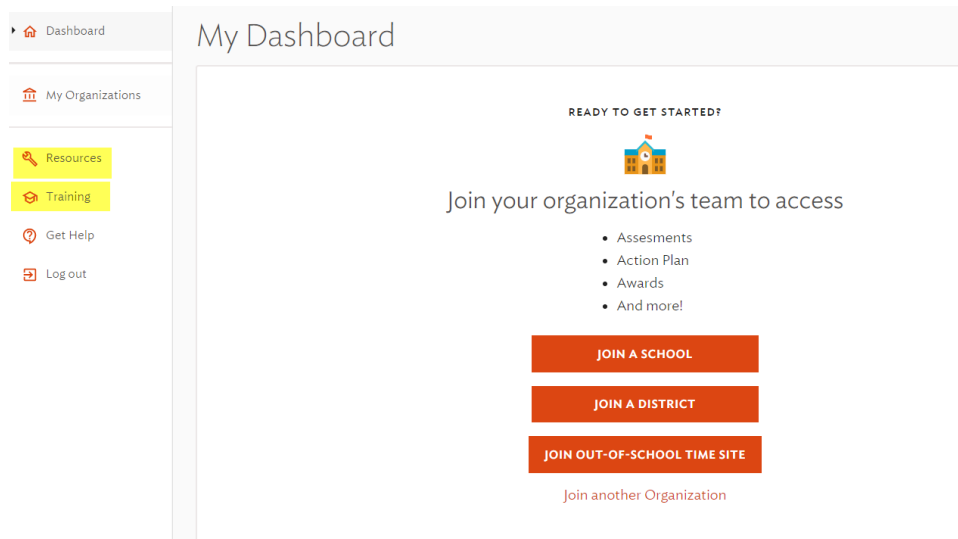 Dashboard
My Organizations
Resources
Training
Get Help
Log out
My Dashboard
READY TO GET STARTED?
Join your organization's team to access
Assesments
Action Plan
Awards
And more!
JOIN A SCHOOL
JOIN A DISTRICT
JOIN OUT-OF-SCHOOL TIME SITE
Join another Organization